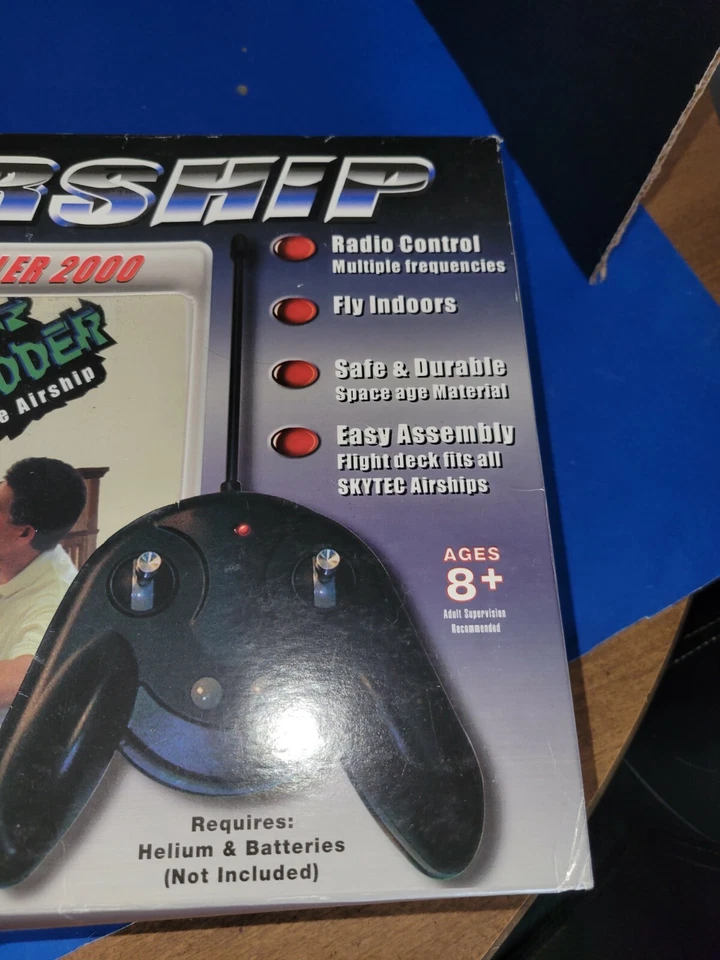 RSHIP
LER 2000
DDER
e Airship
Radio Control
Multiple frequencies
Fly Indoors
Safe & Durable
Space age Material
Easy Assembly
Flight deck fits all
SKYTEC Airships
AGES
8+
Adult Supervision
Recommended
Requires:
Helium & Batteries
(Not Included)